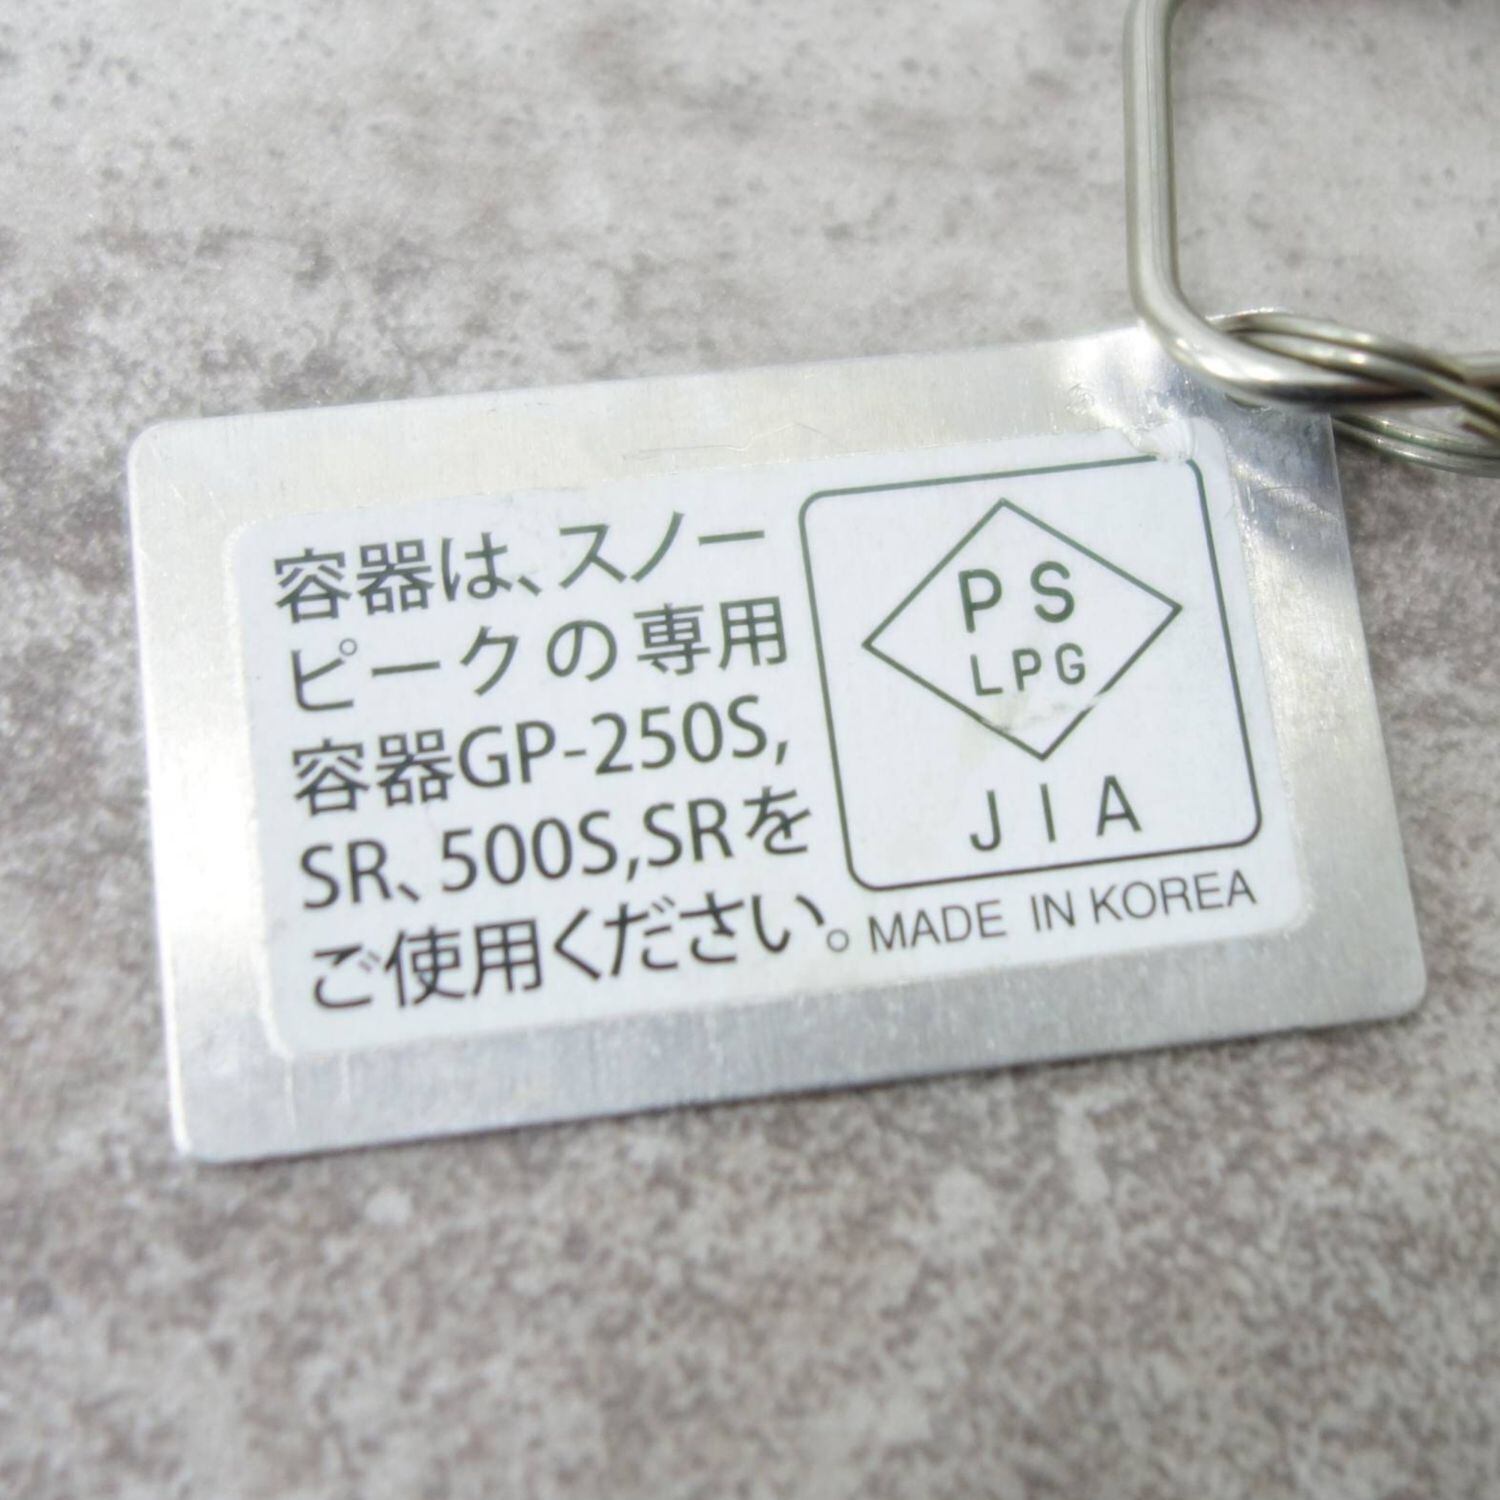 容器は、スノー
ピークの専用
容器GP-250S,
SR、500S,SRを
ご使用ください。
PS
LPG
JIA
MADE IN KOREA